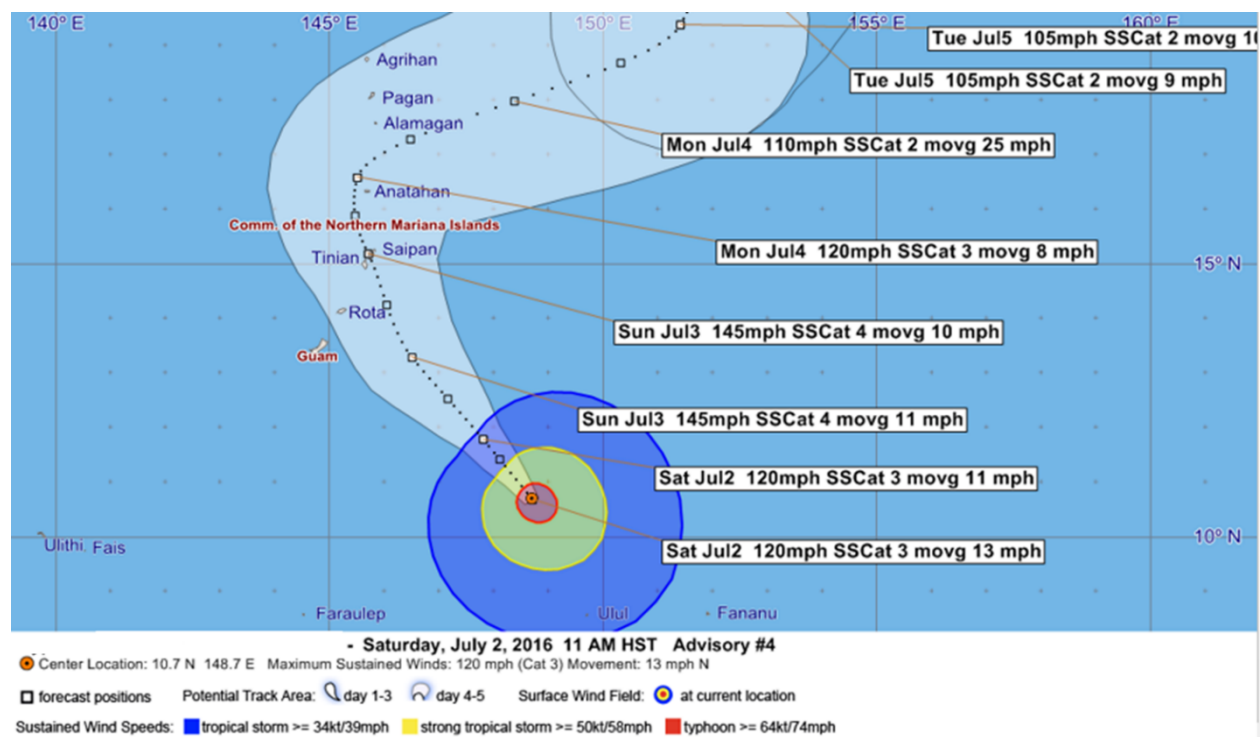 140° E 145° E 150° E 155° E 160° E
Tue Jul5 105mph SSCat 2 movg 1
Agrihan
Tue Jul5 105mph SSCat 2 movg 9 mph
Pagan
Alamagan
Mon Jul4 110mph SSCat 2 movg 25 mph
Anatahan
Comm. of the Northern Mariana Islands
Saipan
Mon Jul4 120mph SSCat 3 movg 8 mph
Tinian
15° N
Rota
Sun Jul3 145mph SSCat 4 movg 10 mph
Guam
Sun Jul3 145mph SSCat 4 movg 11 mph
Sat Jul2 120mph SSCat 3 movg 11 mph
10° N
Ulithi Fais
Sat Jul2 120mph SSCat 3 movg 13 mph
Faraulep Ulul Fananu
- Saturday, July 2, 2016 11 AM HST Advisory #4
Center Location: 10.7 N 148.7 E Maximum Sustained Winds: 120 mph (Cat 3) Movement: 13 mph N
forecast positions Potential Track Area: day 1-3 day 4-5 Surface Wind Field: at current location
Sustained Wind Speeds: tropical storm >= 34kt/39mph strong tropical storm >= 50kt/58mph typhoon >= 64kt/74mph